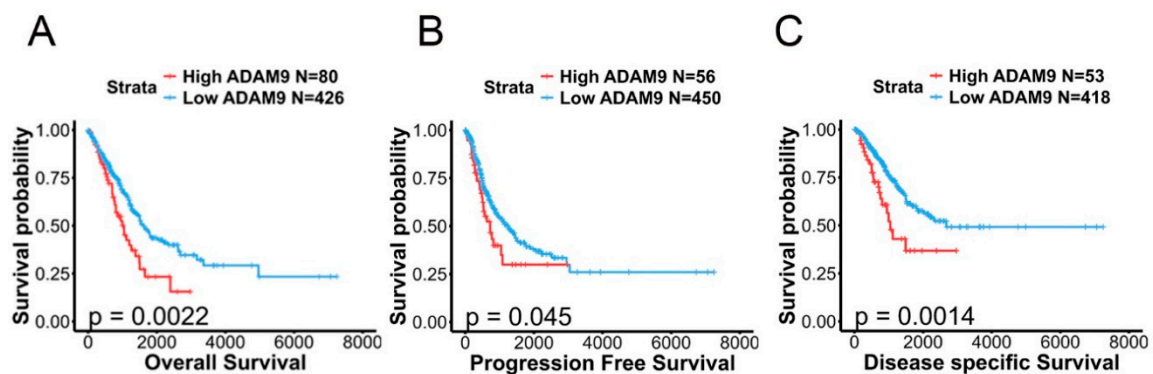 A
Strata
High ADAM9 N=80
Low ADAM9 N=426
Survival probability
1.00
0.75
0.50
0.25
0.00
p = 0.0022
0 2000 4000 6000 8000
Overall Survival
B
Strata
High ADAM9 N=56
Low ADAM9 N=450
Survival probability
1.00
0.75
0.50
0.25
0.00
p = 0.045
0 2000 4000 6000 8000
Progression Free Survival
C
Strata
High ADAM9 N=53
Low ADAM9 N=418
Survival probability
1.00
0.75
0.50
0.25
0.00
p = 0.0014
0 2000 4000 6000 8000
Disease specific Survival